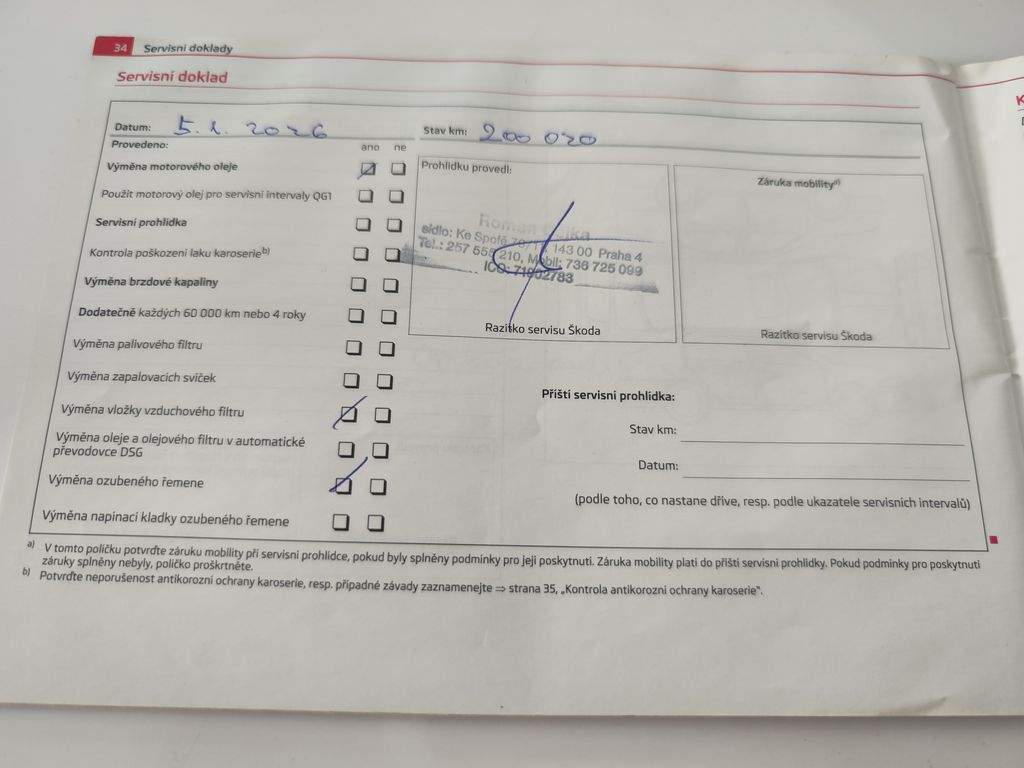 34 Servisní doklady
Servisní doklad
Datum: 5. 1. 2026
Stav km: 200 020
Provedeno: ano ne
Výměna motorového oleje
Použit motorový olej pro servisní intervaly QG1
Servisní prohlídka
Kontrola poškození laku karoserie b)
Výměna brzdové kapaliny
Dodatečně každých 60 000 km nebo 4 roky
Výměna palivového filtru
Výměna zapalovacích svíček
Výměna vložky vzduchového filtru
Výměna oleje a olejového filtru v automatické
převodovce DSG
Výměna ozubeného řemene
Výměna napínací kladky ozubeného řemene
Prohlídku provedl:
Roman
sídlo: Ke Spofě 143 00 Praha 4
Tel.: 257 555 210, Mobil: 736 725 099
IČO:
Razítko servisu Škoda
Záruka mobility a)
Razítko servisu Škoda
Příští servisní prohlídka:
Stav km:
Datum:
(podle toho, co nastane dříve, resp. podle ukazatele servisních intervalů)
a) V tomto políčku potvrďte záruku mobility při servisní prohlídce, pokud byly splněny podmínky pro její poskytnutí. Záruka mobility platí do příští servisní prohlídky. Pokud podmínky pro poskytnutí
záruky splněny nebyly, políčko proškrtněte.
b) Potvrďte neporušenost antikorozní ochrany karoserie, resp. případné závady zaznamenejte ⇒ strana 35, „Kontrola antikorozní ochrany karoserie“.